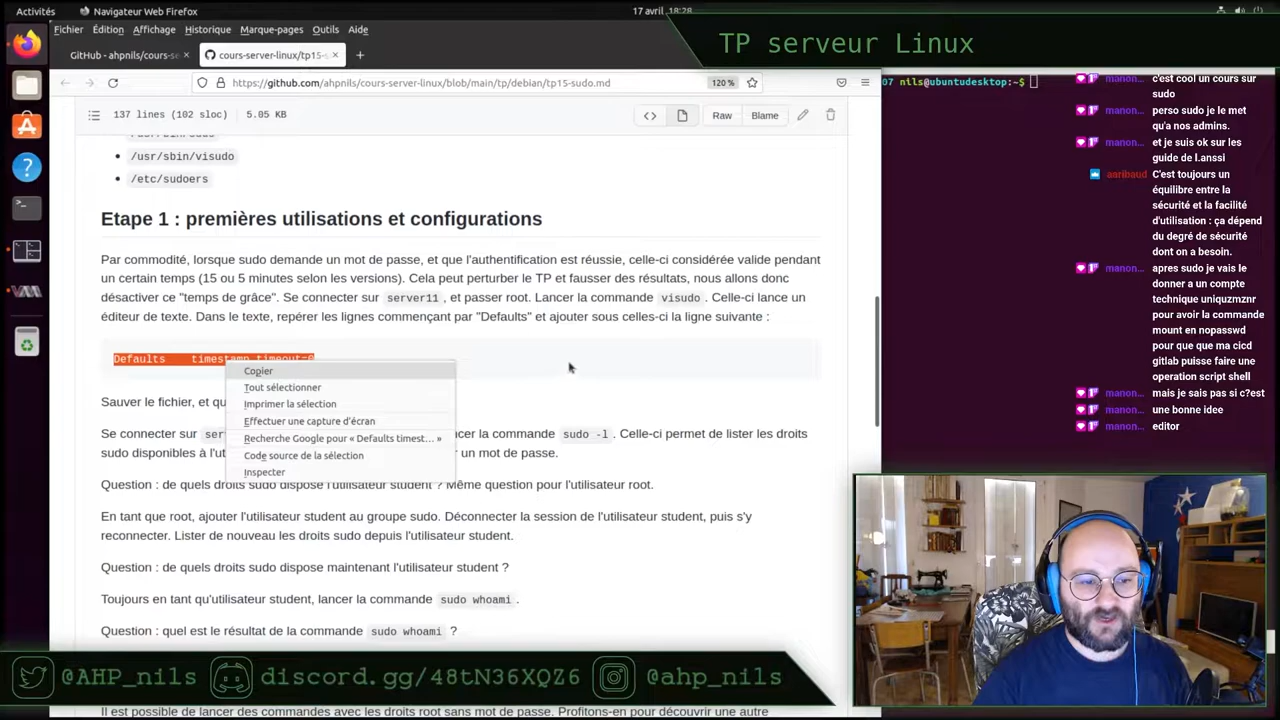 Activités
Navigateur Web Firefox
17 avril 18:28
TP serveur Linux
Fichier Édition Affichage Historique Marque-pages Outils Aide
GitHub - ahpnils/cours-se
cours-server-linux/tp15-s
https://github.com/ahpnils/cours-server-linux/blob/main/tp/debian/tp15-sudo.md
120 %
07 nils@ubuntudesktop:~$
137 lines (102 sloc) 5.05 KB
Raw
Blame
/usr/sbin/visudo
/etc/sudoers
Etape 1 : premières utilisations et configurations
Par commodité, lorsque sudo demande un mot de passe, et que l'authentification est réussie, celle-ci considérée valide pendant
un certain temps (15 ou 5 minutes selon les versions). Cela peut perturber le TP et fausser des résultats, nous allons donc
désactiver ce "temps de grâce". Se connecter sur server11, et passer root. Lancer la commande visudo. Celle-ci lance un
éditeur de texte. Dans le texte, repérer les lignes commençant par "Defaults" et ajouter sous celles-ci la ligne suivante :
Defaults timestamp_timeout=0
Copier
Tout sélectionner
Imprimer la sélection
Effectuer une capture d'écran
Recherche Google pour « Defaults timest… »
Code source de la sélection
Inspecter
Sauver le fichier, et qu
Se connecter sur ser
ncer la commande sudo -l. Celle-ci permet de lister les droits
sudo disponibles à l'ut
r un mot de passe.
Question : de quels droits sudo dispose l'utilisateur student ? Même question pour l'utilisateur root.
En tant que root, ajouter l'utilisateur student au groupe sudo. Déconnecter la session de l'utilisateur student, puis s'y
reconnecter. Lister de nouveau les droits sudo depuis l'utilisateur student.
Question : de quels droits sudo dispose maintenant l'utilisateur student ?
Toujours en tant qu'utilisateur student, lancer la commande sudo whoami.
Question : quel est le résultat de la commande sudo whoami ?
Il est possible de lancer des commandes avec les droits root sans mot de passe. Profitons-en pour découvrir une autre
manon... c'est cool un cours sur
sudo
manon... perso sudo je le met
qu'a nos admins.
manon... et je suis ok sur les
guide de l.anssi
aaribaud C'est toujours un
équilibre entre la
sécurité et la facilité
d'utilisation : ça dépend
du degré de sécurité
dont on a besoin.
manon... apres sudo je vais le
donner a un compte
technique uniquzmznr
pour avoir la commande
mount en nopasswd
pour que que ma cicd
gitlab puisse faire une
operation script shell
manon... mais je sais pas si c?est
manon... une bonne idee
manon... editor
@AHP_nils
discord.gg/48tN36XQZ6
@ahp_nils